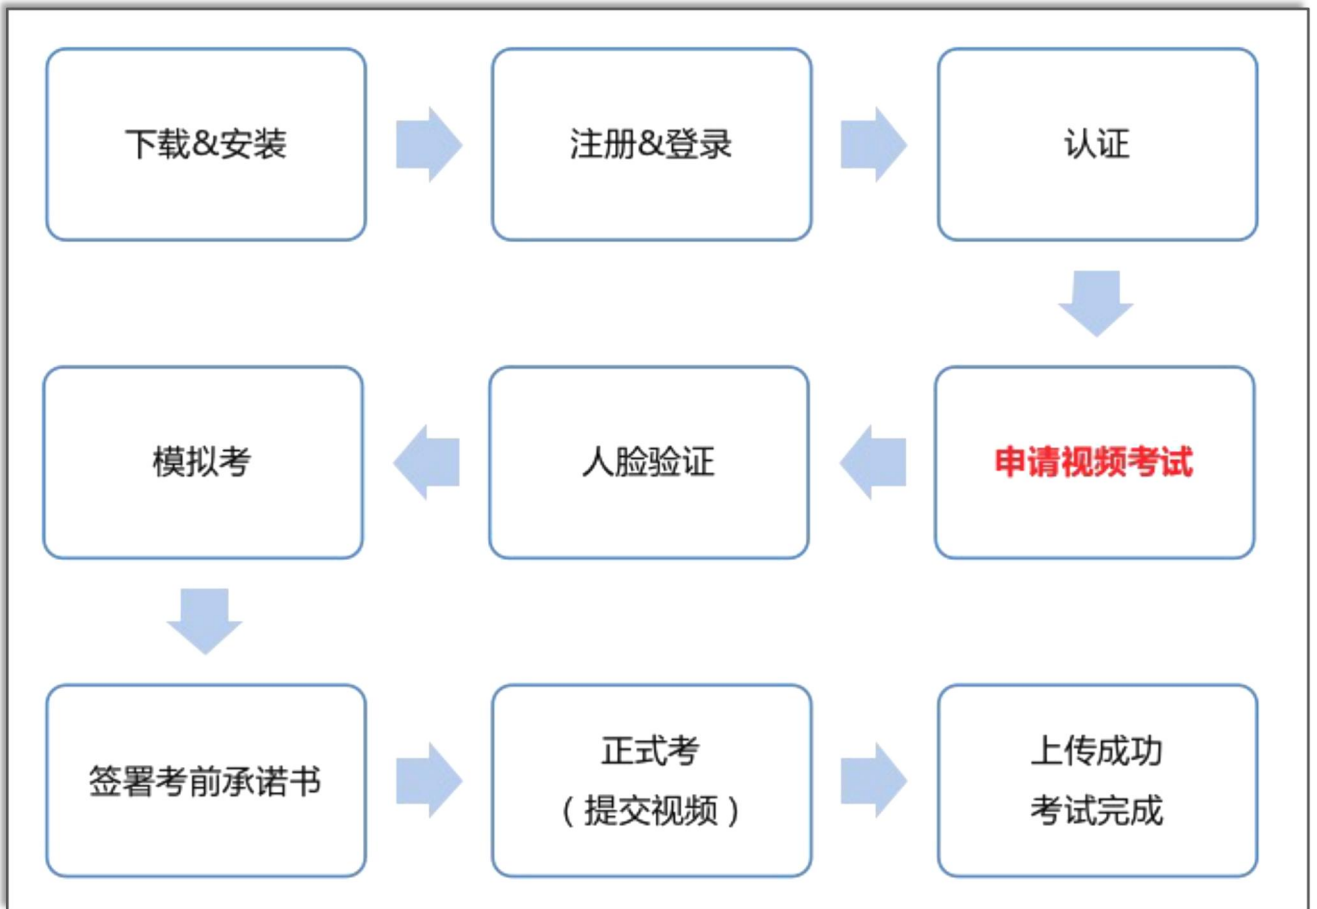 下载&安装
注册&登录
认证
申请视频考试
人脸验证
模拟考
签署考前承诺书
正式考
（提交视频）
上传成功
考试完成